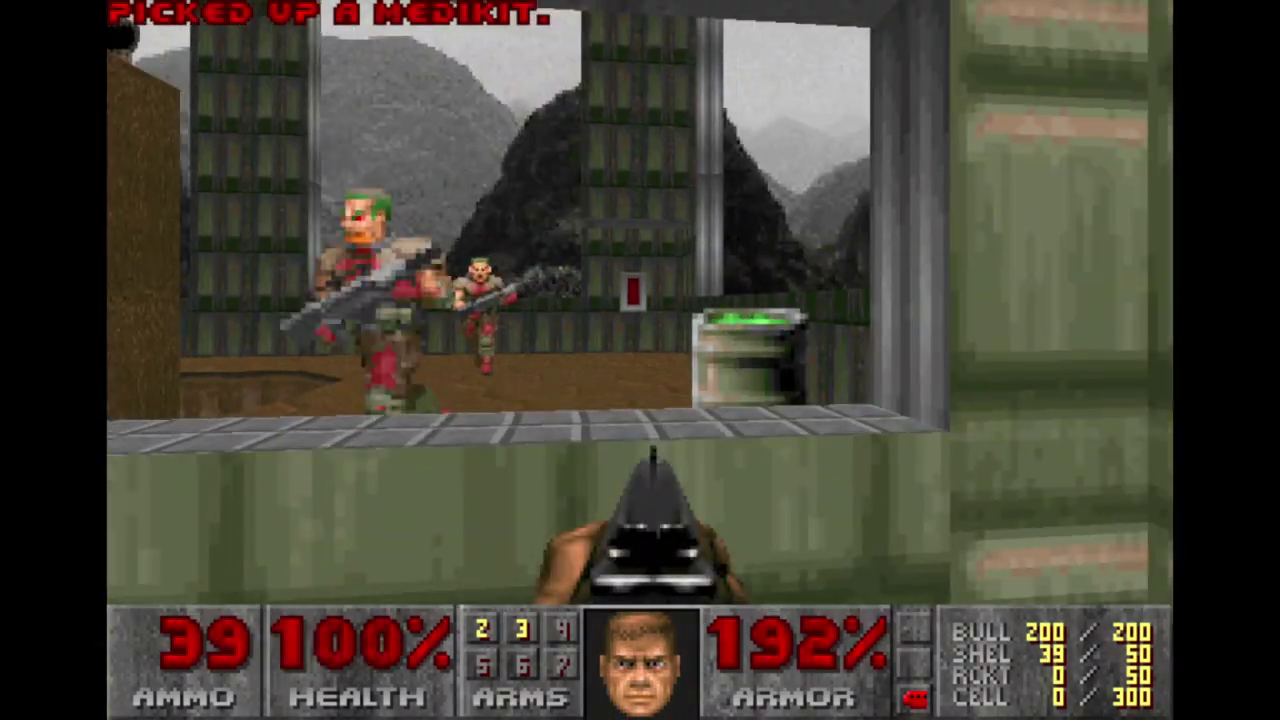 PICKED UP A MEDIKIT.
39 100% 2 3 4 192% BULL 200 / 200
SHEL 39 / 50
5 6 7 RCKT 0 / 50
AMMO HEALTH ARMS ARMOR CELL 0 / 300